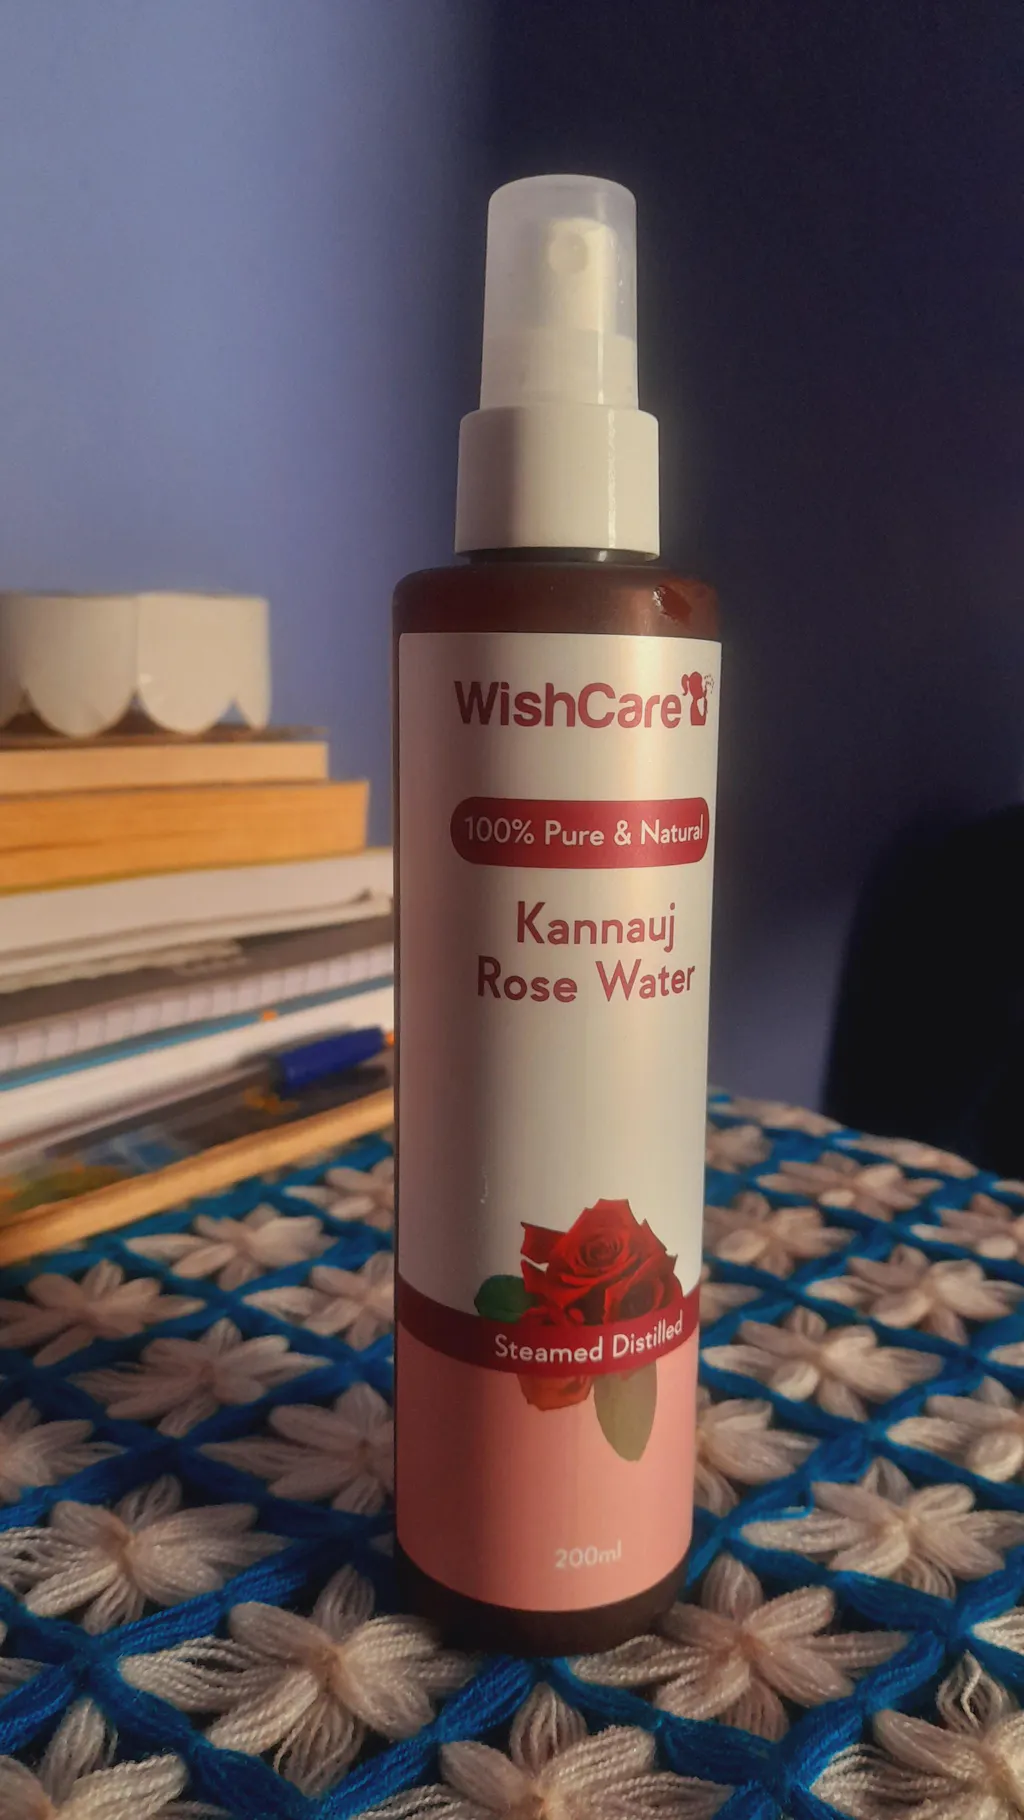 WishCare
100% Pure & Natural
Kannauj
Rose Water
Steamed Distilled
200ml